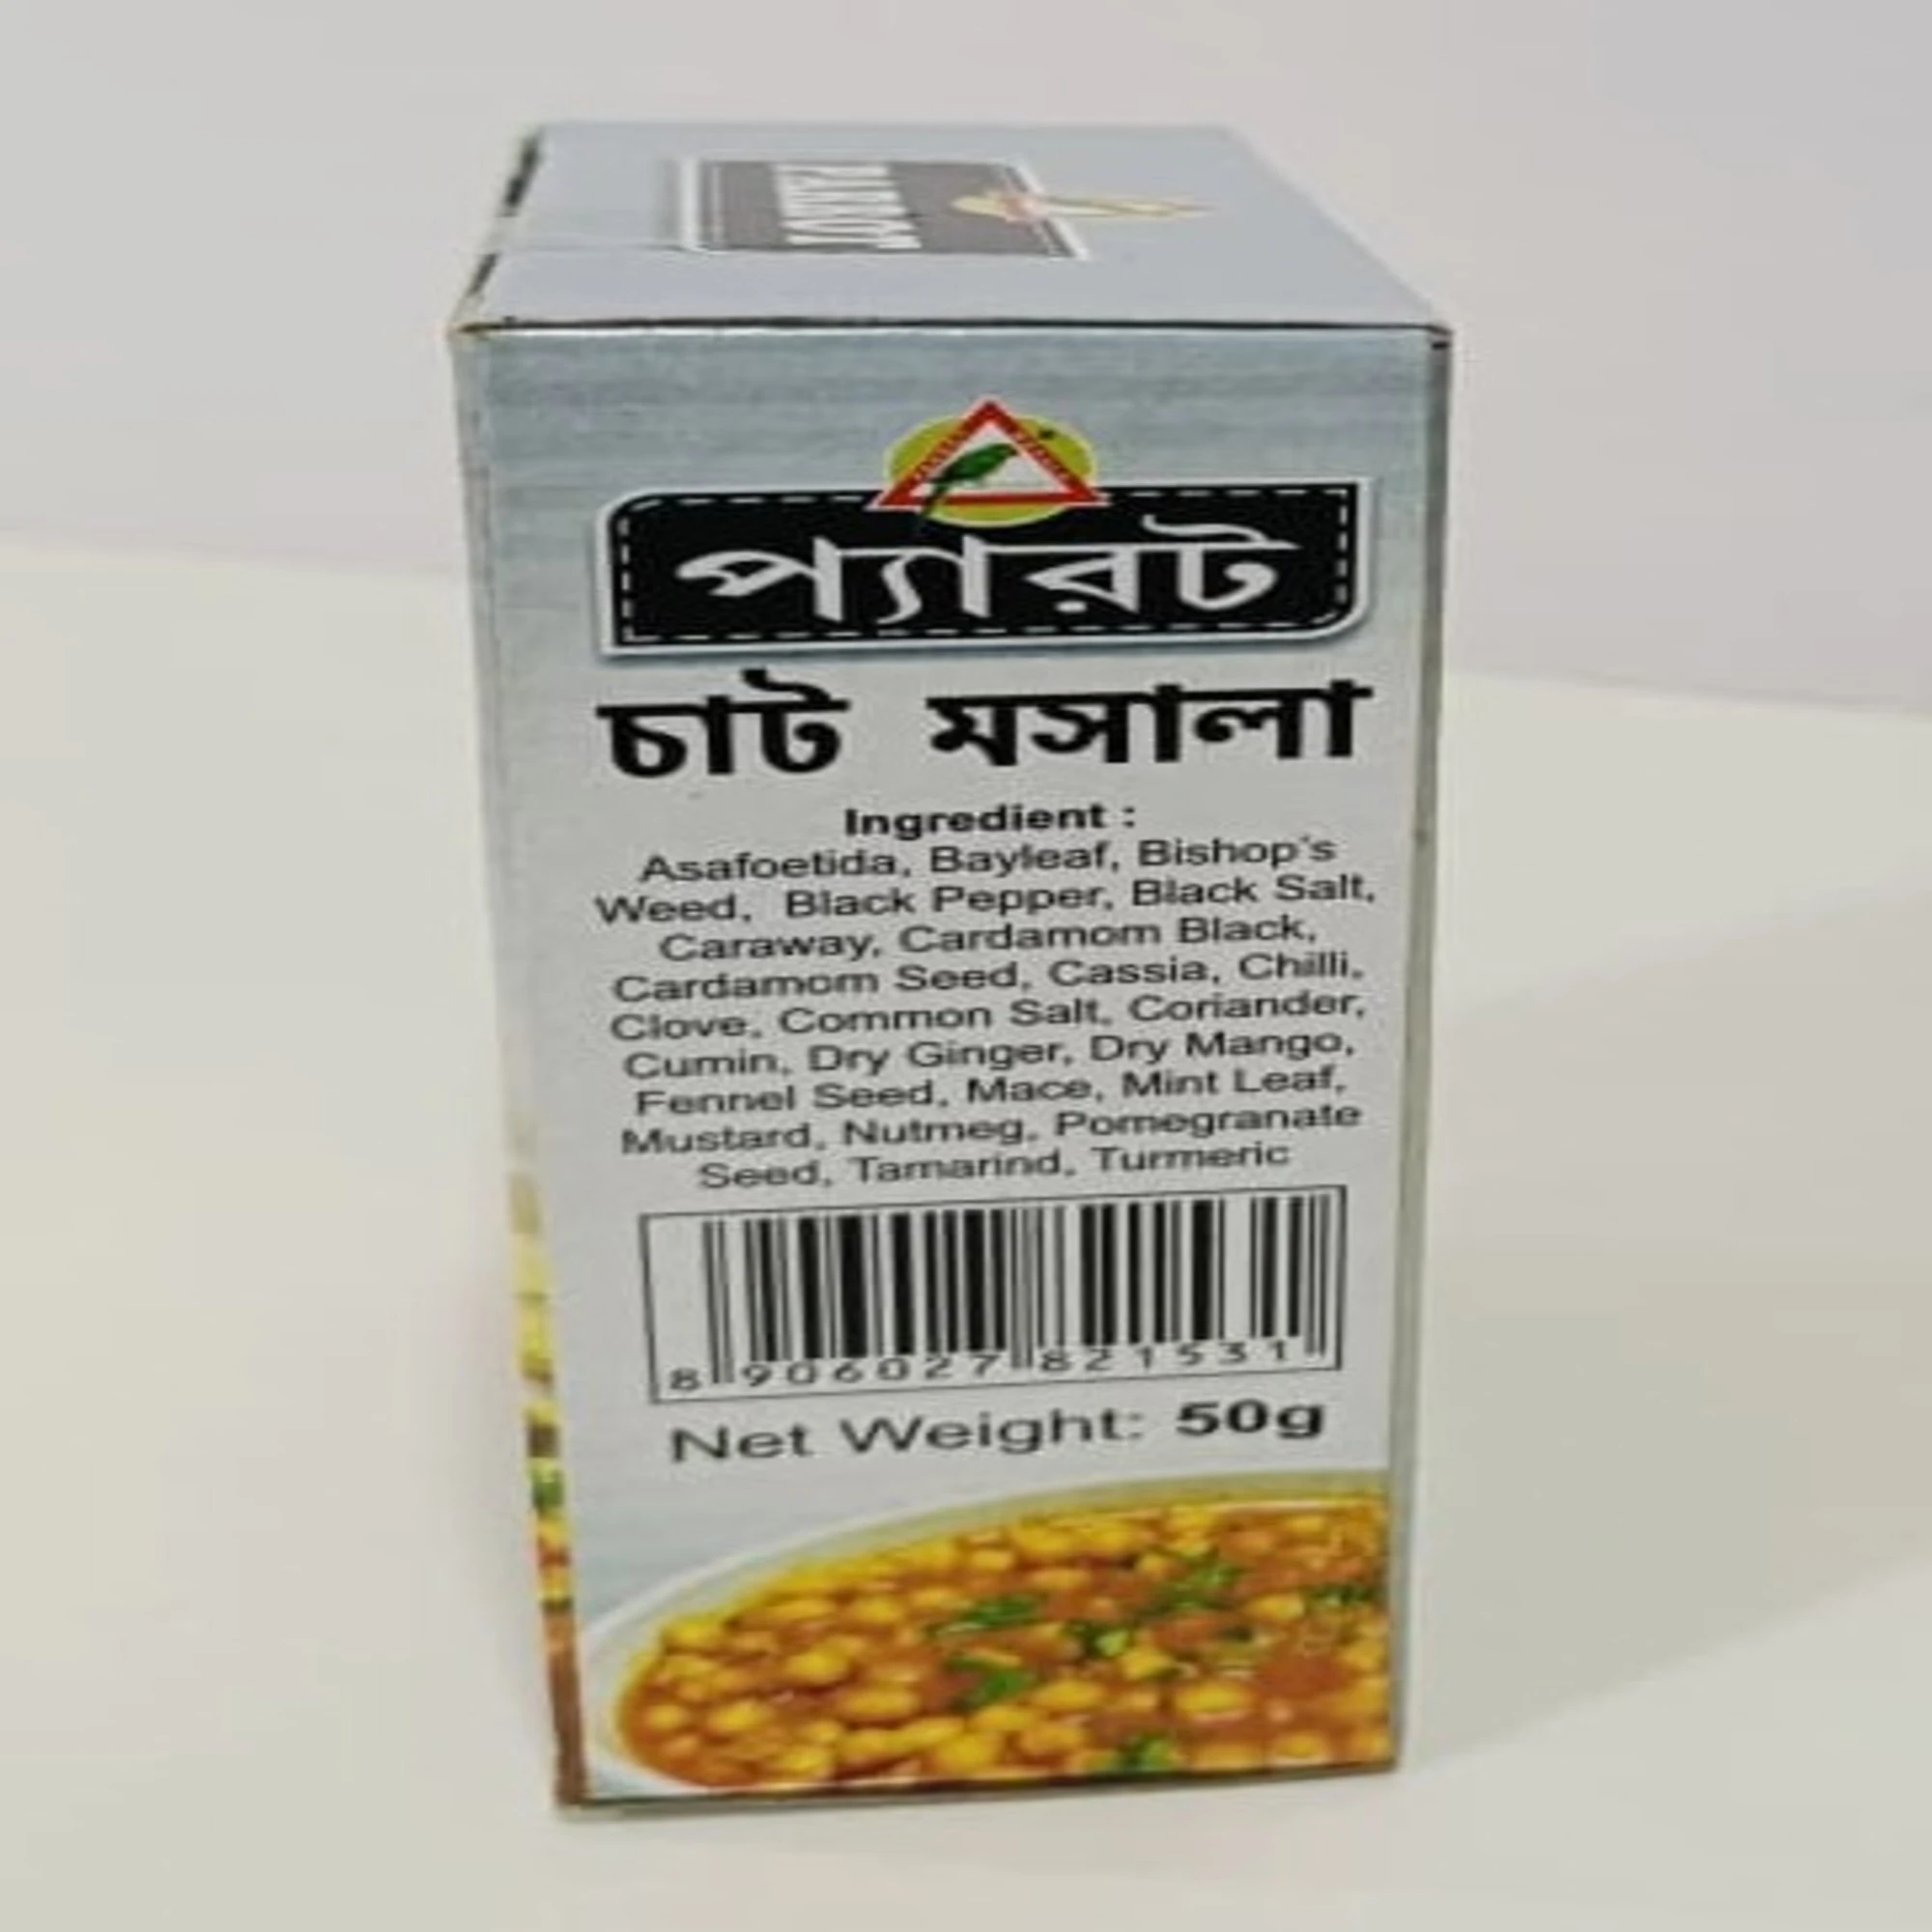 প্যারট
চাট মসালা
Ingredient :
Asafoetida, Bayleaf, Bishop's
Weed, Black Pepper, Black Salt,
Caraway, Cardamom Black,
Cardamom Seed, Cassia, Chilli,
Clove, Common Salt, Coriander,
Cumin, Dry Ginger, Dry Mango,
Fennel Seed, Mace, Mint Leaf,
Mustard, Nutmeg, Pomegranate
Seed, Tamarind, Turmeric
8 906027 821531
Net Weight: 50g